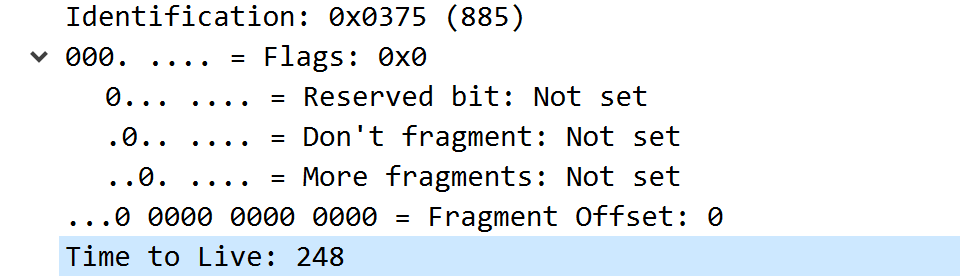 Identification: 0x0375 (885)
000. .... = Flags: 0x0
0... .... = Reserved bit: Not set
.0.. .... = Don't fragment: Not set
..0. .... = More fragments: Not set
...0 0000 0000 0000 = Fragment Offset: 0
Time to Live: 248